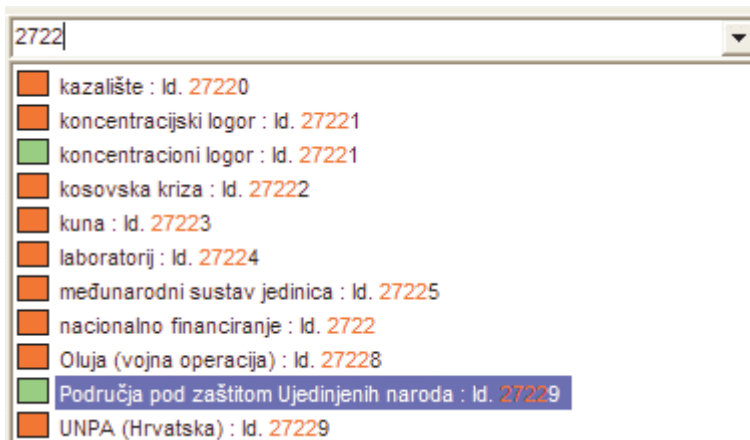 2722
kazalište : Id. 27220
koncentracijski logor : Id. 27221
koncentracioni logor : Id. 27221
kosovska kriza : Id. 27222
kuna : Id. 27223
laboratorij : Id. 27224
međunarodni sustav jedinica : Id. 27225
nacionalno financiranje : Id. 2722
Oluja (vojna operacija) : Id. 27228
Područja pod zaštitom Ujedinjenih naroda : Id. 27229
UNPA (Hrvatska) : Id. 27229